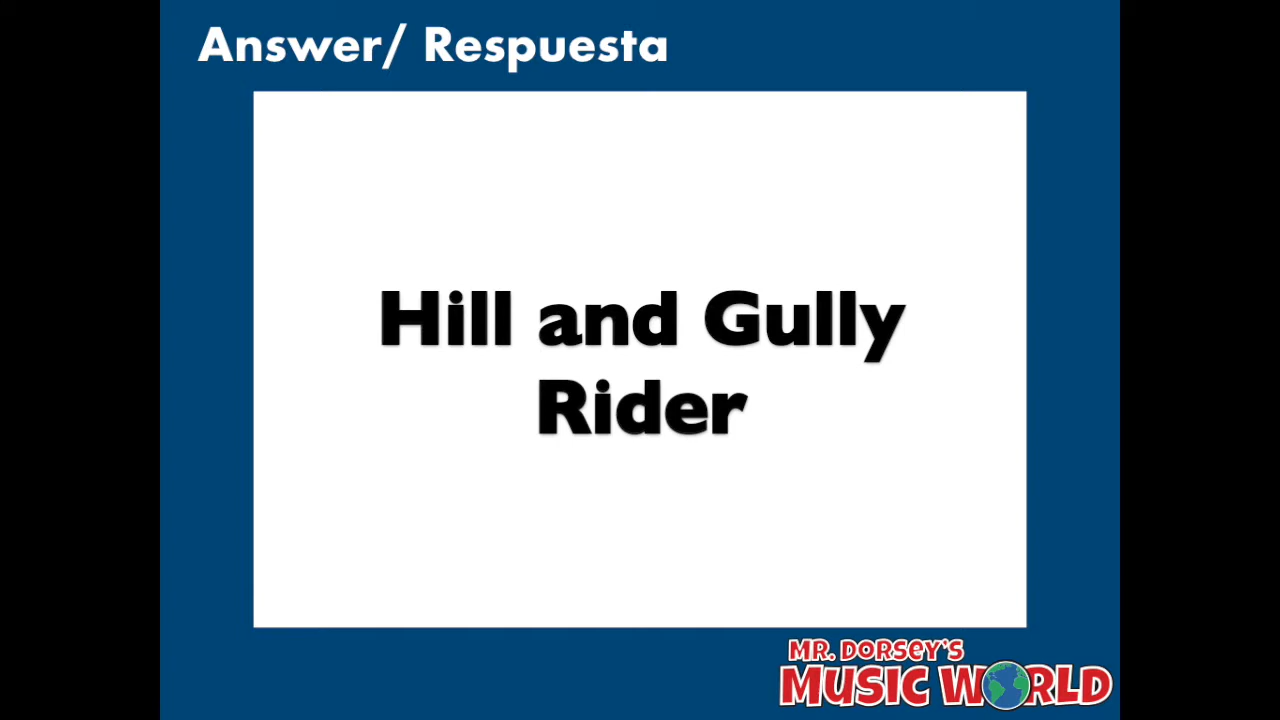 Answer/ Respuesta
Hill and Gully
Rider
MR. DORSEY'S
MUSIC WORLD